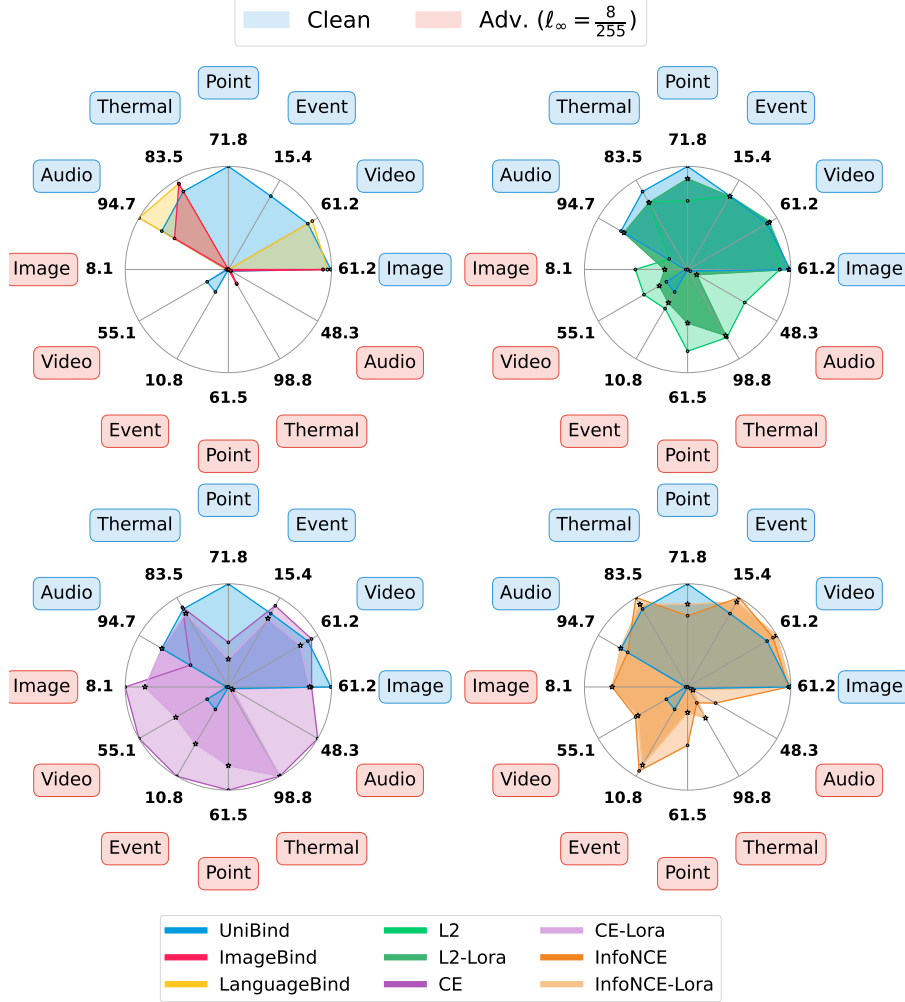 Clean Adv. (ℓ∞ = 8/255)
Point Point
Thermal Event Thermal Event
71.8 71.8
83.5 15.4 83.5 15.4
Audio Video Audio Video
94.7 61.2 94.7 61.2
Image 8.1 61.2 Image Image 8.1 61.2 Image
55.1 48.3 55.1 48.3
Video Audio Video Audio
10.8 98.8 10.8 98.8
61.5 61.5
Event Thermal Event Thermal
Point Point
Point Point
Thermal Event Thermal Event
71.8 71.8
83.5 15.4 83.5 15.4
Audio Video Audio Video
94.7 61.2 94.7 61.2
Image 8.1 61.2 Image Image 8.1 61.2 Image
55.1 48.3 55.1 48.3
Video Audio Video Audio
10.8 98.8 10.8 98.8
61.5 61.5
Event Thermal Event Thermal
Point Point
UniBind L2 CE-Lora
ImageBind L2-Lora InfoNCE
LanguageBind CE InfoNCE-Lora